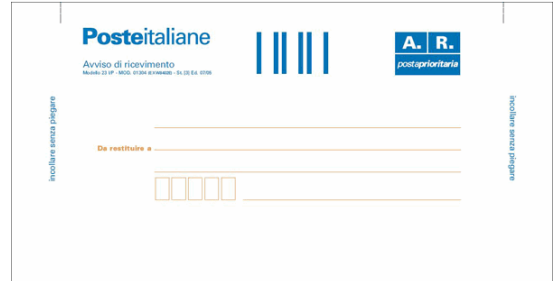 Posteitaliane
A. R.
postaprioritaria
Avviso di ricevimento
incollare senza piegare
incollare senza piegare
Da restituire a